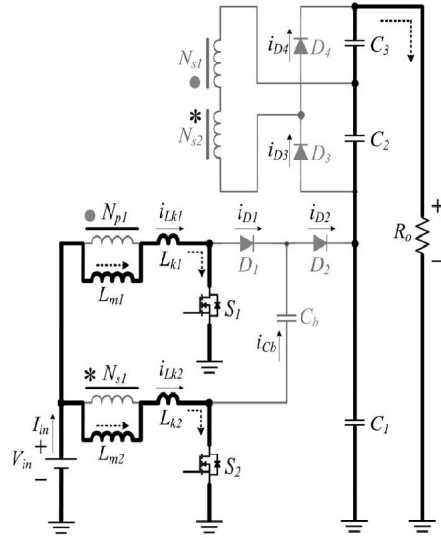 i_{D4} D_4 C_3
N_{s1}
*
N_{s2} C_2
i_{D3} D_3
N_{p1} i_{Lk1} i_{D1} i_{D2} + R_o −
L_{m1} L_{k1} D_1 D_2
S_1 C_b
i_{Cb}
* N_{s1} i_{Lk2}
I_{in} L_{k2} C_1
+ V_{in} − L_{m2} S_2